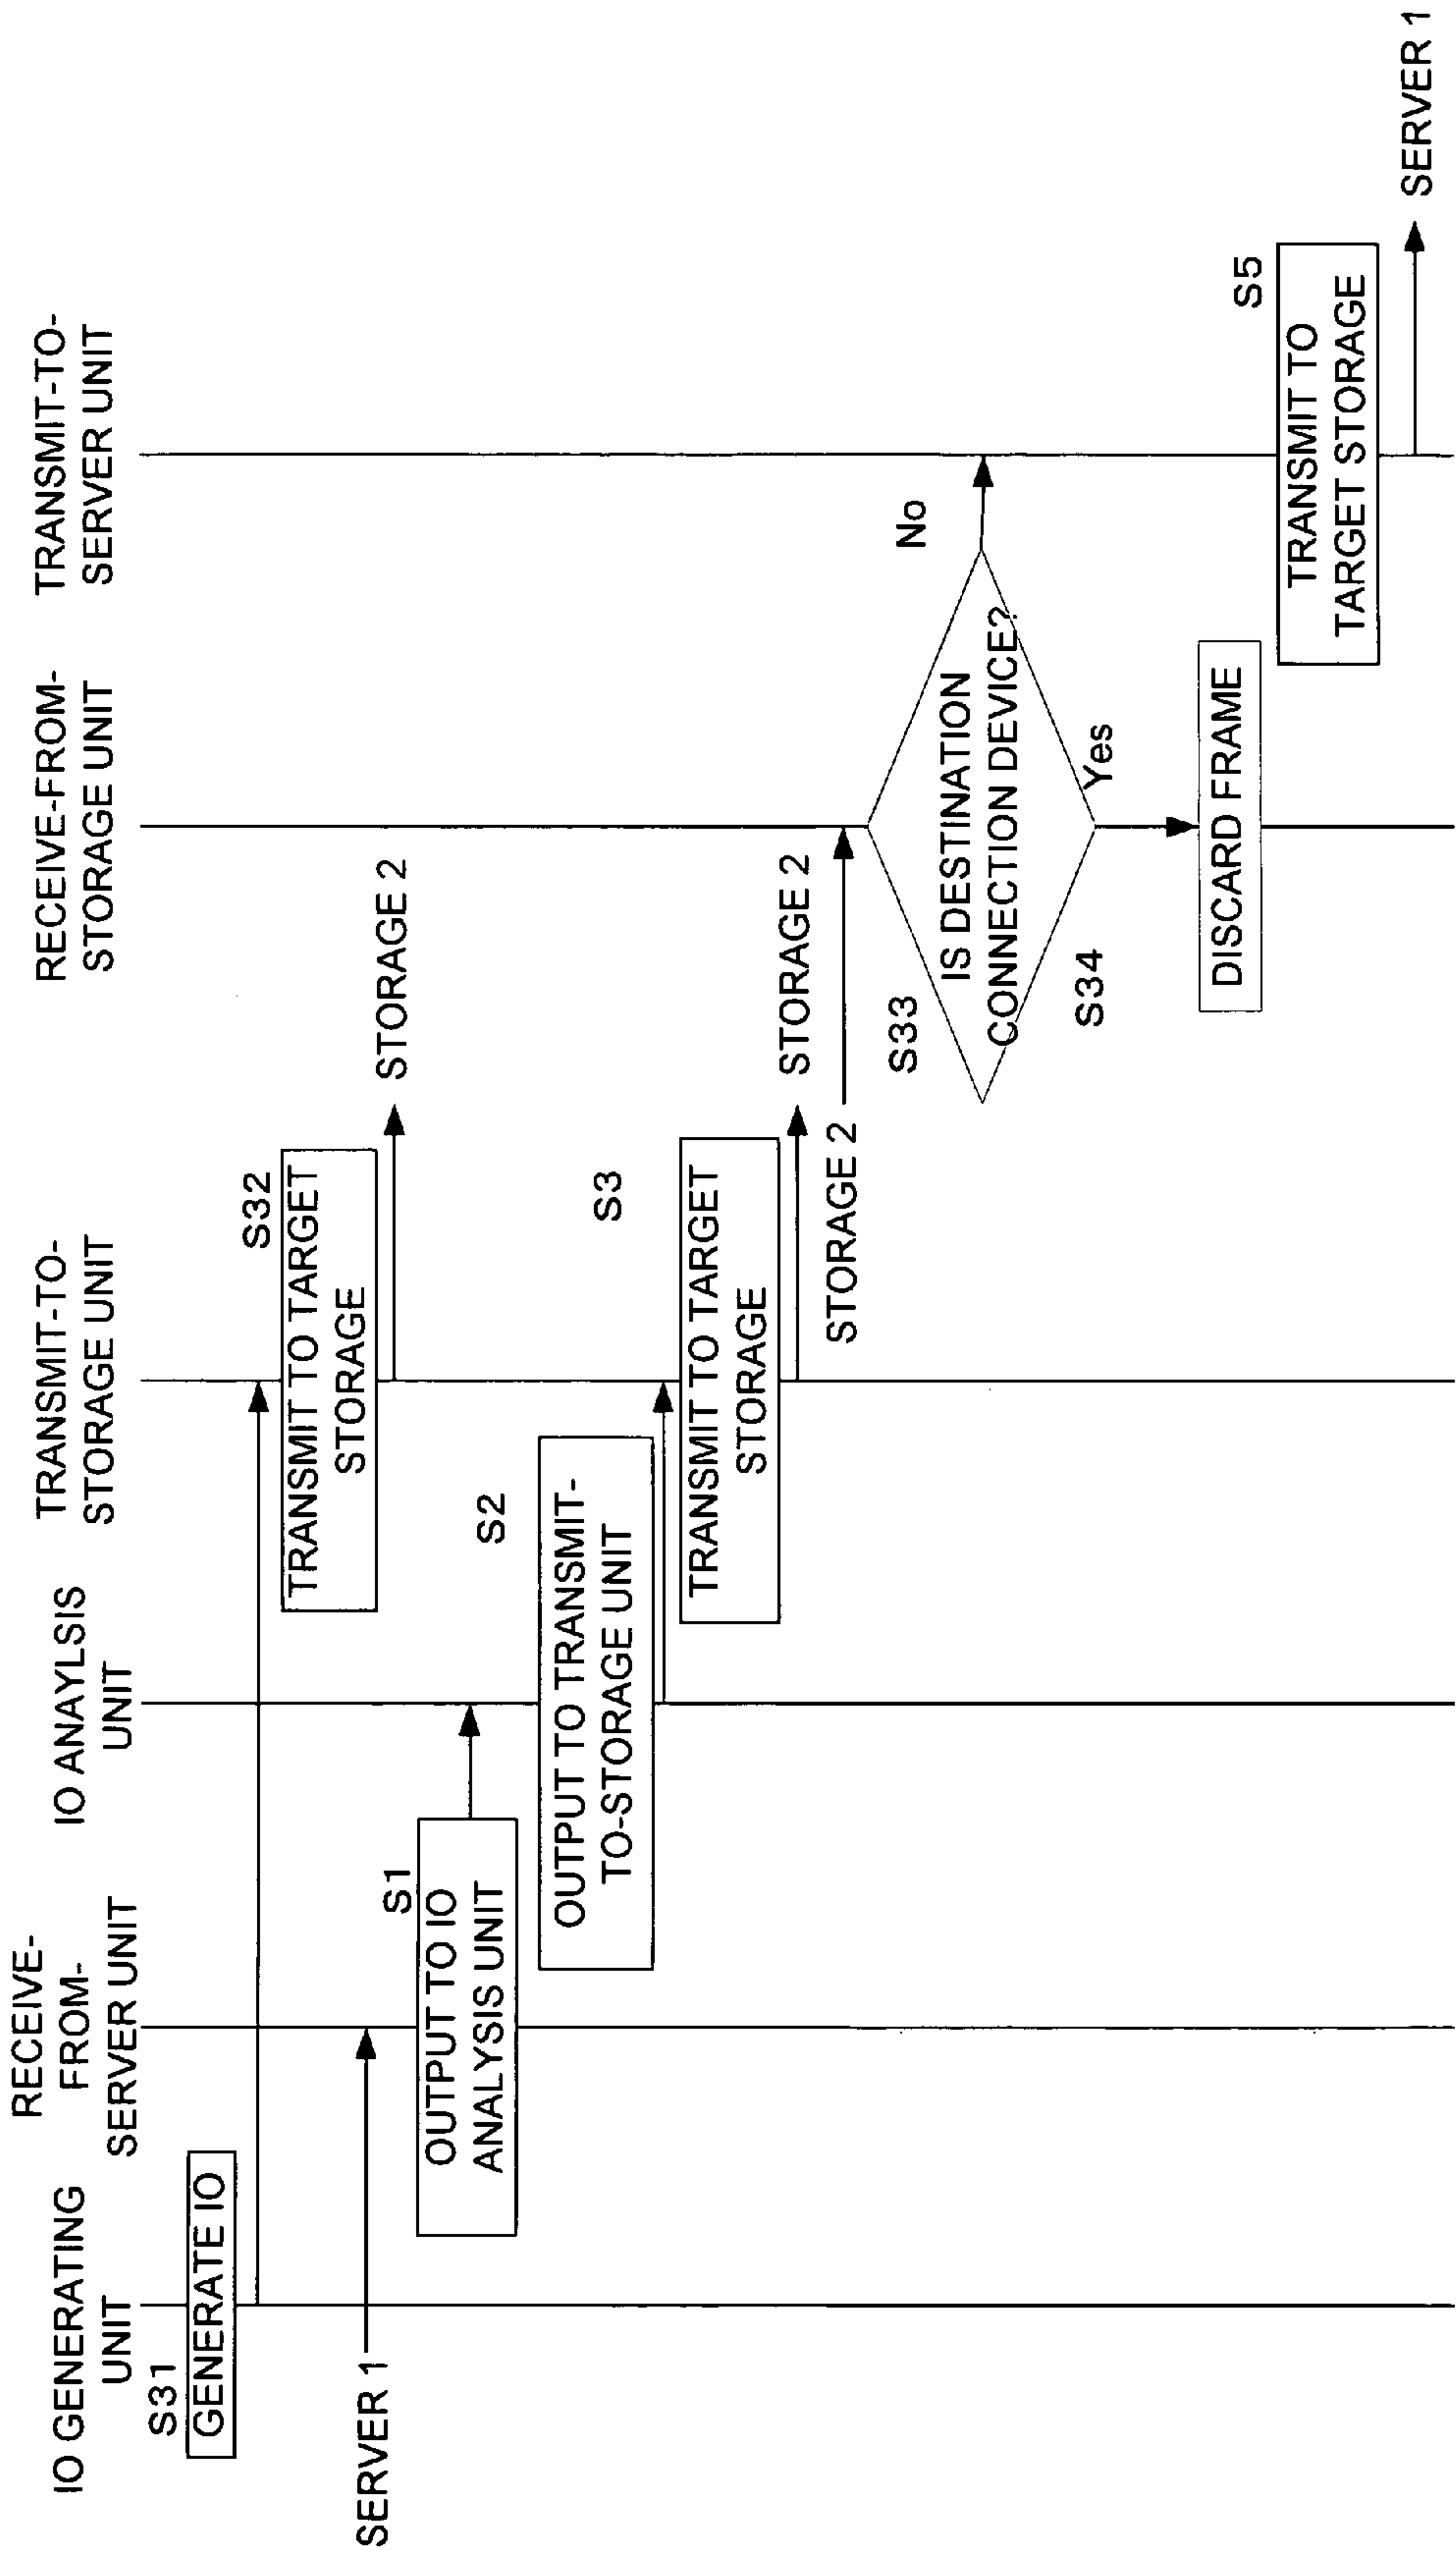 IO GENERATING
UNIT
RECEIVE-
FROM-
SERVER UNIT
IO ANAYLSIS
UNIT
TRANSMIT-TO-
STORAGE UNIT
RECEIVE-FROM-
STORAGE UNIT
TRANSMIT-TO-
SERVER UNIT
S31
GENERATE IO
S32
TRANSMIT TO TARGET
STORAGE
STORAGE 2
SERVER 1
S1
OUTPUT TO IO
ANALYSIS UNIT
S2
OUTPUT TO TRANSMIT-
TO-STORAGE UNIT
S3
TRANSMIT TO TARGET
STORAGE
STORAGE 2
STORAGE 2
S33
IS DESTINATION
CONNECTION DEVICE?
No
Yes
S34
DISCARD FRAME
S5
TRANSMIT TO
TARGET STORAGE
SERVER 1